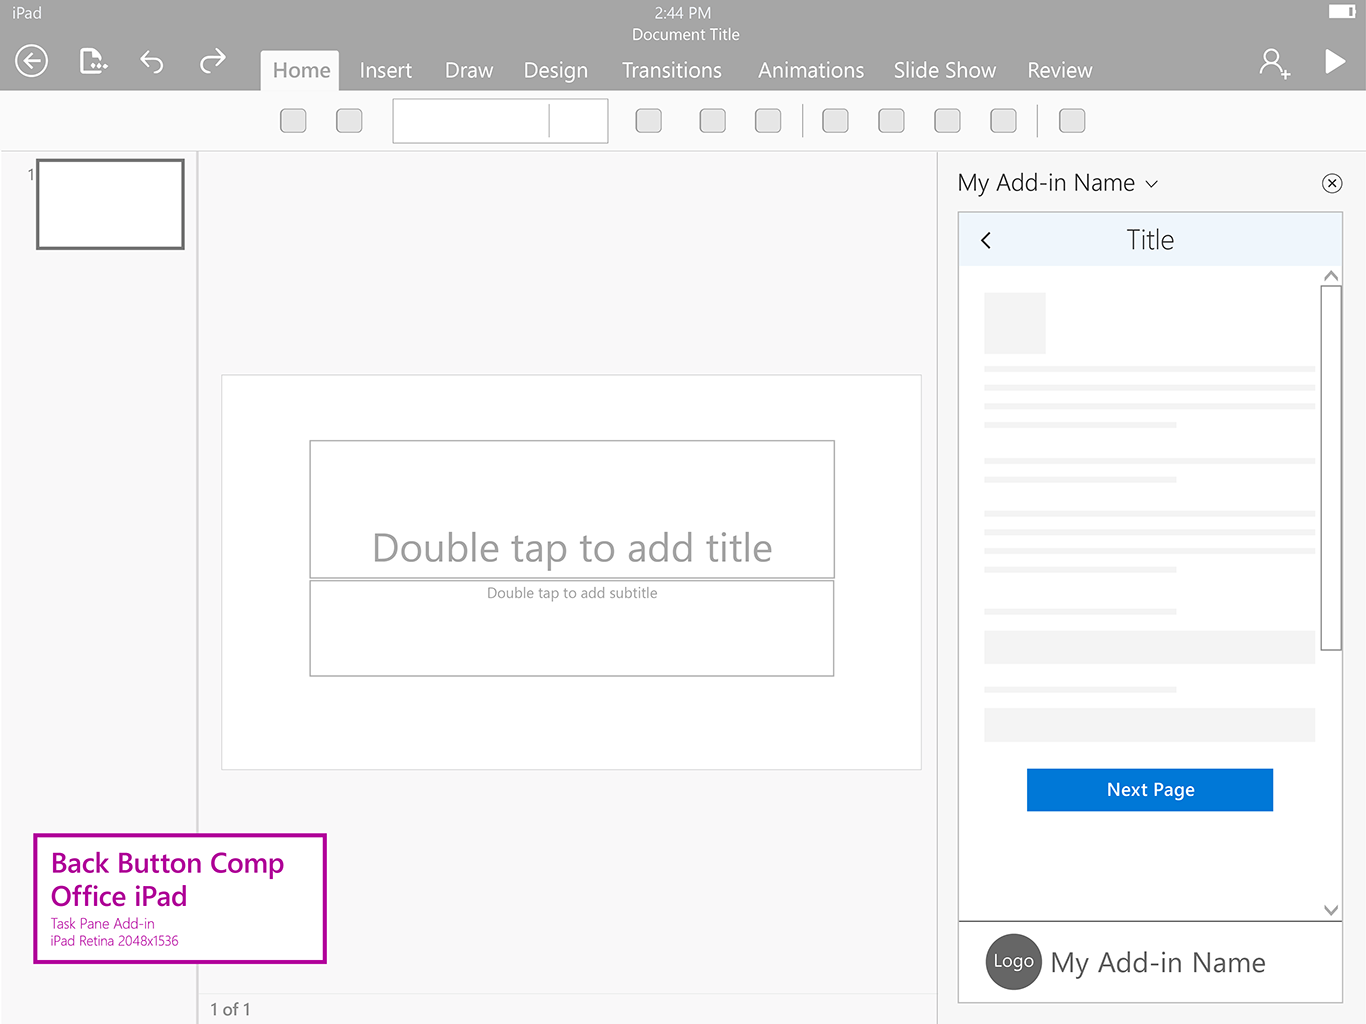 iPad
2:44 PM
Document Title
Home Insert Draw Design Transitions Animations Slide Show Review
1
My Add-in Name
Title
Double tap to add title
Double tap to add subtitle
Next Page
Back Button Comp
Office iPad
Task Pane Add-in
iPad Retina 2048x1536
Logo My Add-in Name
1 of 1